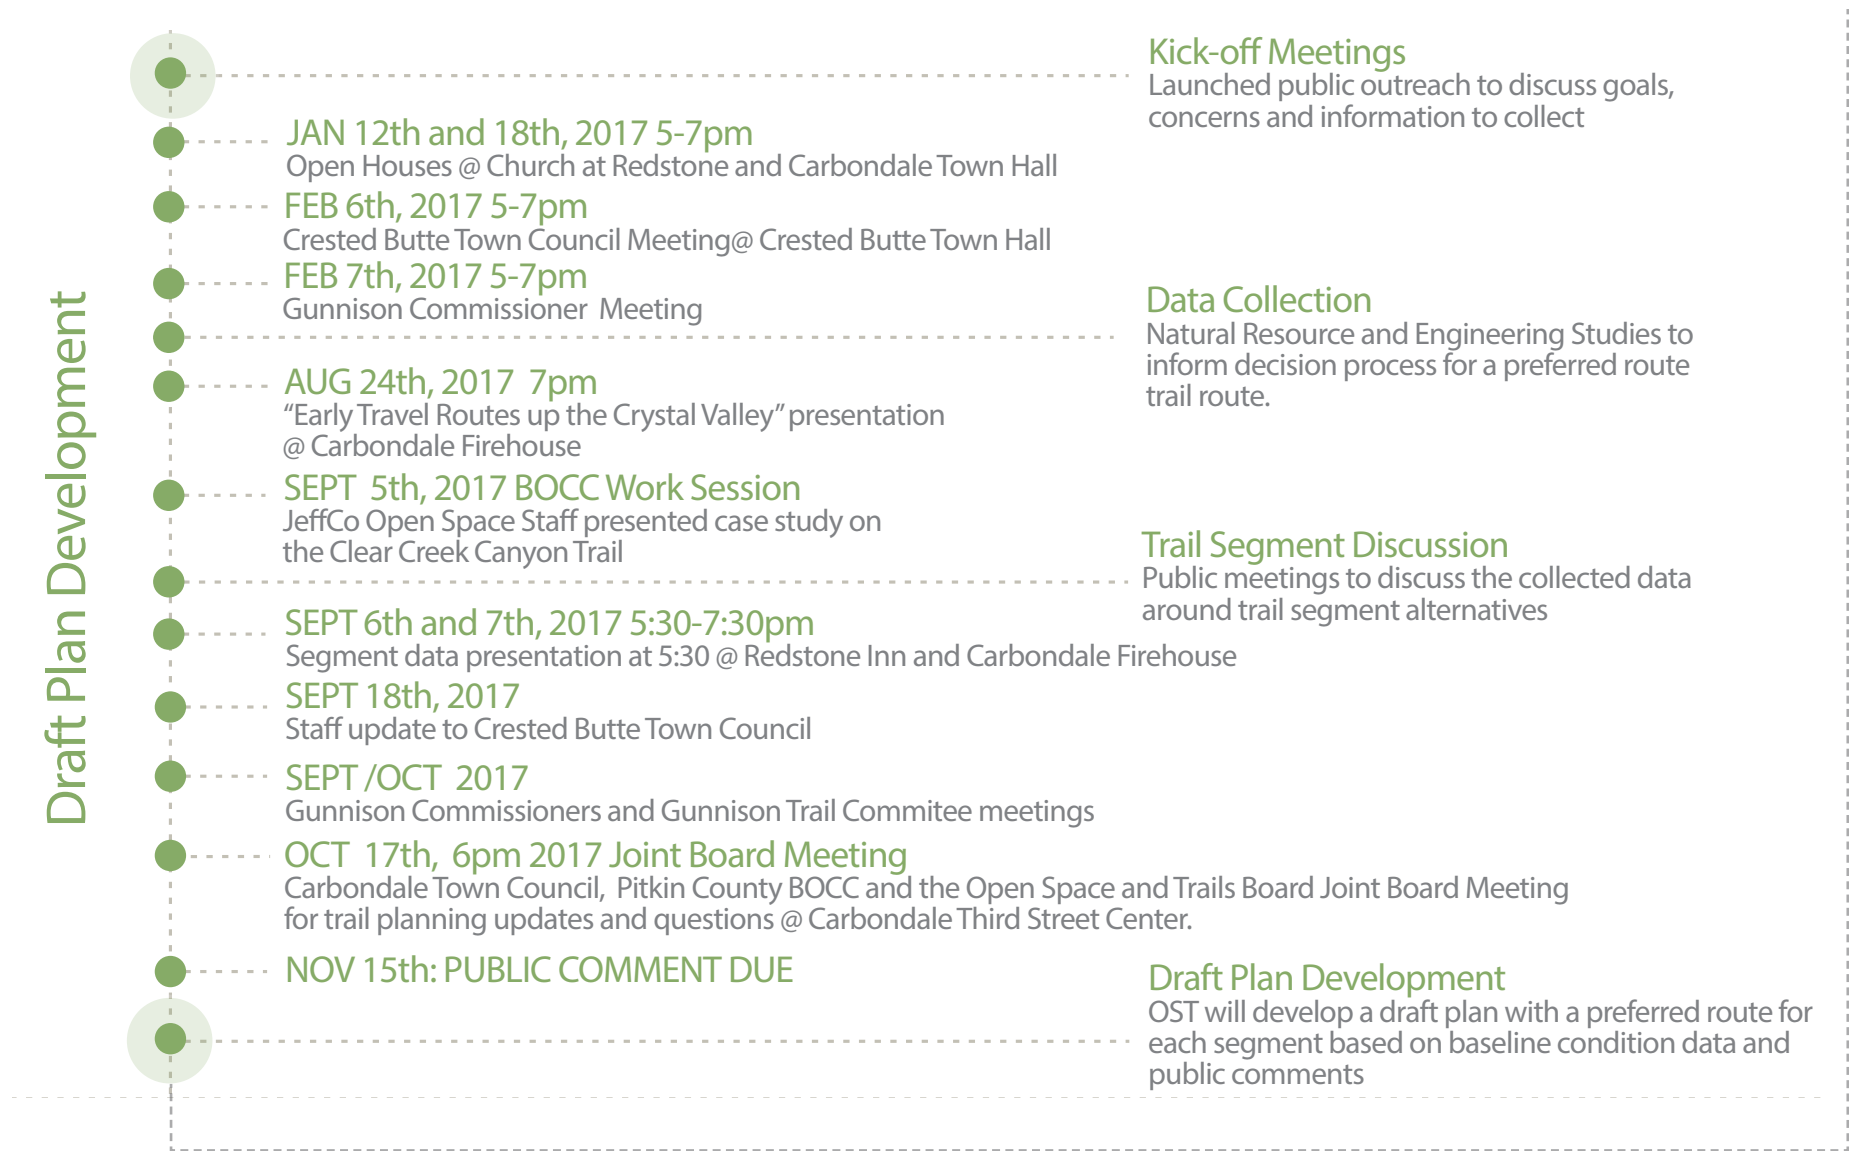 Draft Plan Development
Kick-off Meetings
Launched public outreach to discuss goals,
concerns and information to collect
JAN 12th and 18th, 2017 5-7pm
Open Houses @ Church at Redstone and Carbondale Town Hall
FEB 6th, 2017 5-7pm
Crested Butte Town Council Meeting@ Crested Butte Town Hall
FEB 7th, 2017 5-7pm
Gunnison Commissioner  Meeting
Data Collection
Natural Resource and Engineering Studies to
inform decision process for a preferred route
trail route.
AUG 24th, 2017  7pm
“Early Travel Routes up the Crystal Valley” presentation
@ Carbondale Firehouse
SEPT  5th, 2017 BOCC Work Session
JeffCo Open Space Staff presented case study on
the Clear Creek Canyon Trail
Trail Segment Discussion
Public meetings to discuss the collected data
around trail segment alternatives
SEPT 6th and 7th, 2017 5:30-7:30pm
Segment data presentation at 5:30 @ Redstone Inn and Carbondale Firehouse
SEPT 18th, 2017
Staff update to Crested Butte Town Council
SEPT /OCT  2017
Gunnison Commissioners and Gunnison Trail Commitee meetings
OCT  17th,  6pm 2017 Joint Board Meeting
Carbondale Town Council,  Pitkin County BOCC and the Open Space and Trails Board Joint Board Meeting
for trail planning updates and questions @ Carbondale Third Street Center.
NOV 15th: PUBLIC COMMENT DUE
Draft Plan Development
OST will develop a draft plan with a preferred route for
each segment based on baseline condition data and
public comments